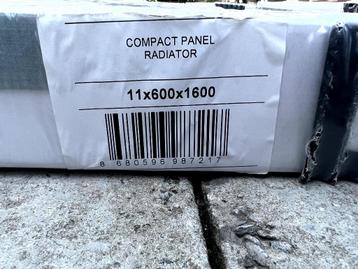 COMPACT PANEL
RADIATOR
11x600x1600
8 680596 987217